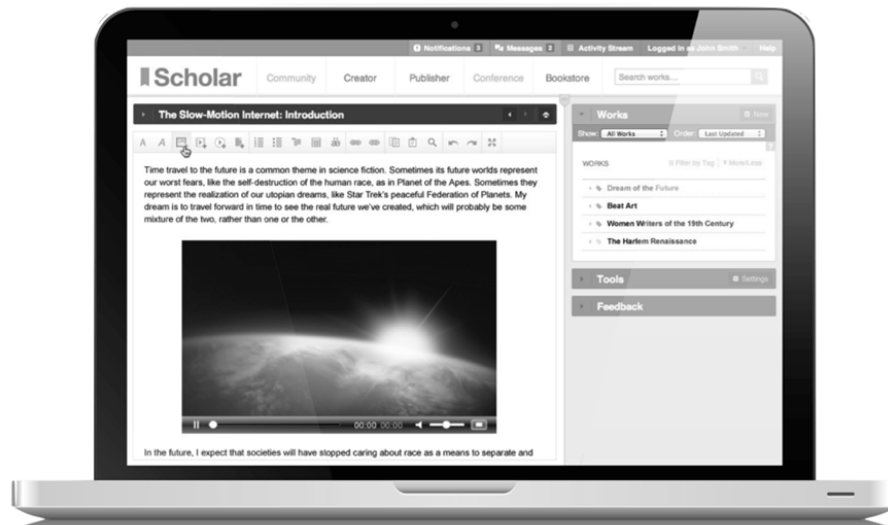 Notifications 3 Messages 2 Activity Stream Logged in as John Smith Help
Scholar Community Creator Publisher Conference Bookstore Search works...
The Slow-Motion Internet: Introduction
Time travel to the future is a common theme in science fiction. Sometimes its future worlds represent
our worst fears, like the self-destruction of the human race, as in Planet of the Apes. Sometimes they
represent the realization of our utopian dreams, like Star Trek's peaceful Federation of Planets. My
dream is to travel forward in time to see the real future we've created, which will probably be some
mixture of the two, rather than one or the other.
00:00 00:00
In the future, I expect that societies will have stopped caring about race as a means to separate and
Works New
Show: All Works Order: Last Updated
WORKS Filter by Tag More/Less
Dream of the Future
Beat Art
Women Writers of the 19th Century
The Harlem Renaissance
Tools Settings
Feedback